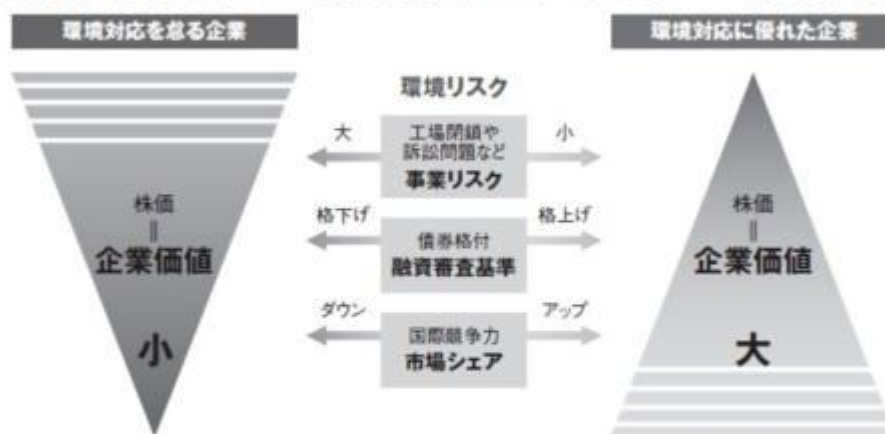 環境対応を怠る企業
環境対応に優れた企業
環境リスク
大
工場閉鎖や
訴訟問題など
事業リスク
小
株価
||
企業価値
小
格下げ
債券格付
融資審査基準
格上げ
ダウン
国際競争力
市場シェア
アップ
株価
||
企業価値
大